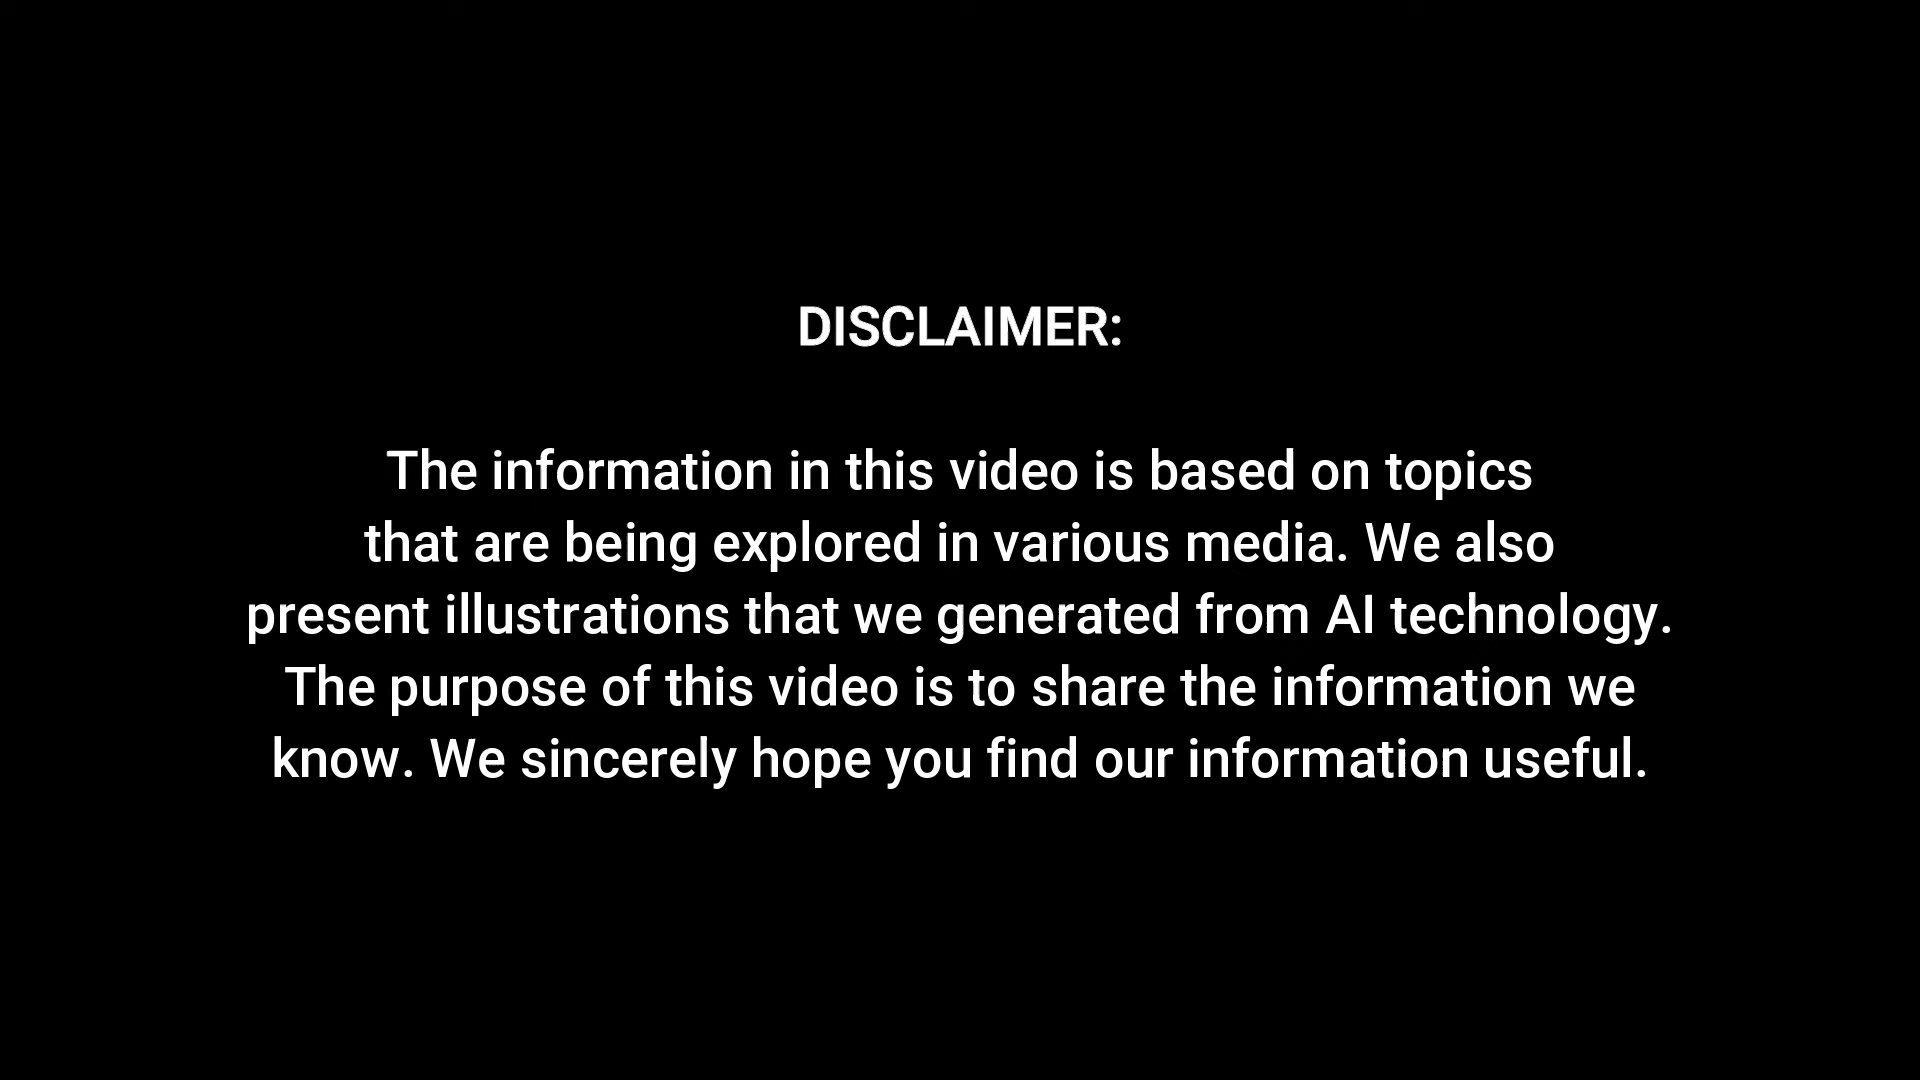 DISCLAIMER:
The information in this video is based on topics
that are being explored in various media. We also
present illustrations that we generated from AI technology.
The purpose of this video is to share the information we
know. We sincerely hope you find our information useful.